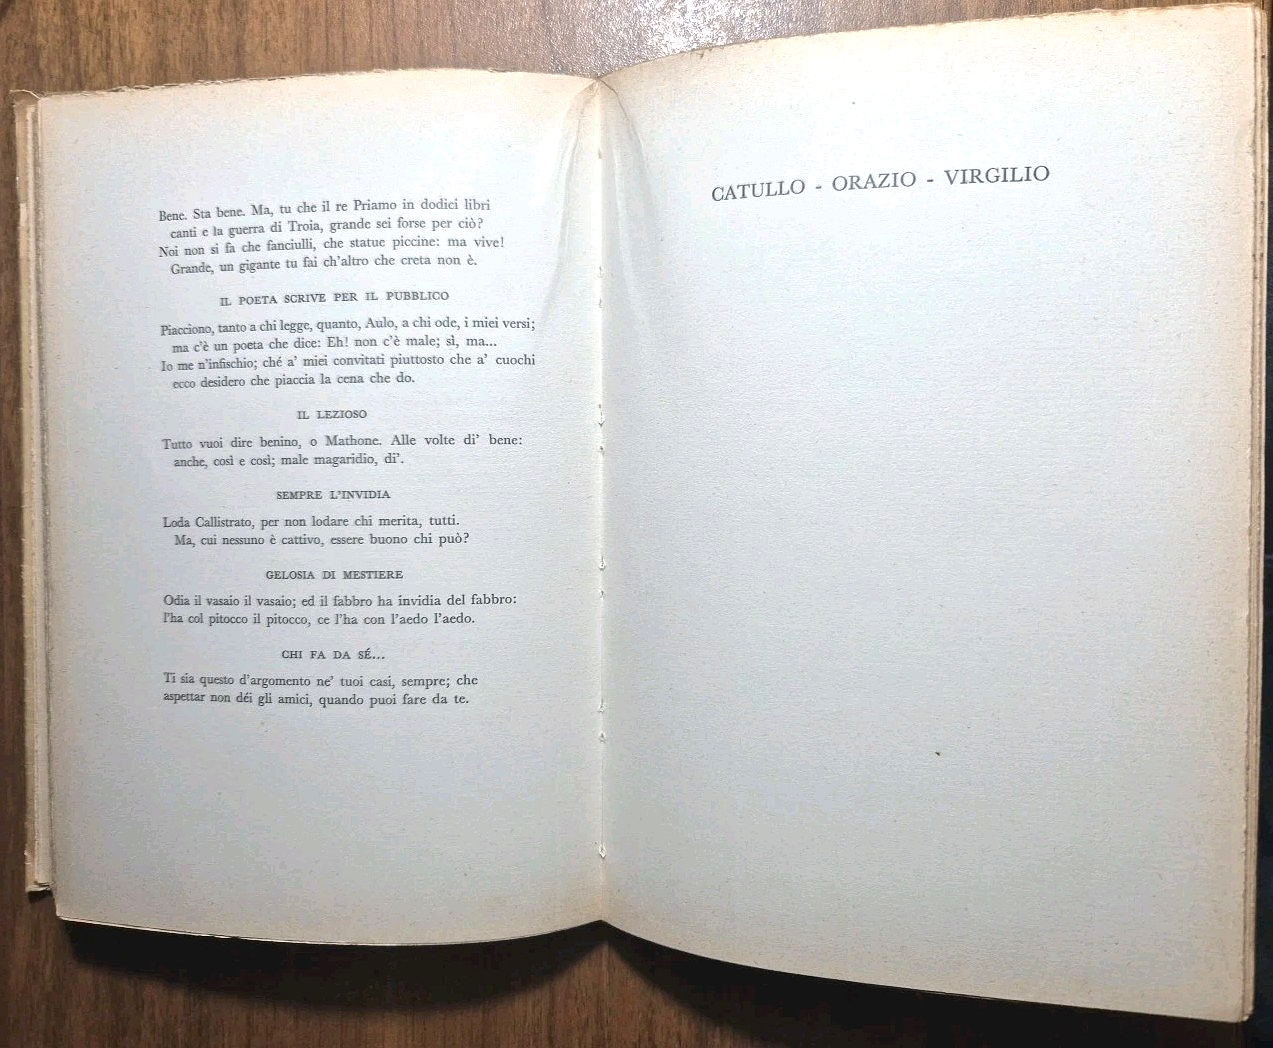 Bene. Sta bene. Ma, tu che il re Priamo in dodici libri
canti e la guerra di Troia, grande sei forse per ciò?
Noi non si fa che fanciulli, che statue piccine: ma vive!
Grande, un gigante tu fai ch'altro che creta non è.
IL POETA SCRIVE PER IL PUBBLICO
Piacciono, tanto a chi legge, quanto, Aulo, a chi ode, i miei versi;
ma c'è un poeta che dice: Eh! non c'è male; sì, ma...
Io me n'infischio; ché a' miei convitati piuttosto che a' cuochi
ecco desidero che piaccia la cena che do.
IL LEZIOSO
Tutto vuoi dire benino, o Mathone. Alle volte di' bene:
anche, così e così; male magaridio, di'.
SEMPRE L'INVIDIA
Loda Callistrato, per non lodare chi merita, tutti.
Ma, cui nessuno è cattivo, essere buono chi può?
GELOSIA DI MESTIERE
Odia il vasaio il vasaio; ed il fabbro ha invidia del fabbro:
l'ha col pitocco il pitocco, ce l'ha con l'aedo l'aedo.
CHI FA DA SÉ...
Ti sia questo d'argomento ne' tuoi casi, sempre; che
aspettar non déi gli amici, quando puoi fare da te.
CATULLO - ORAZIO - VIRGILIO